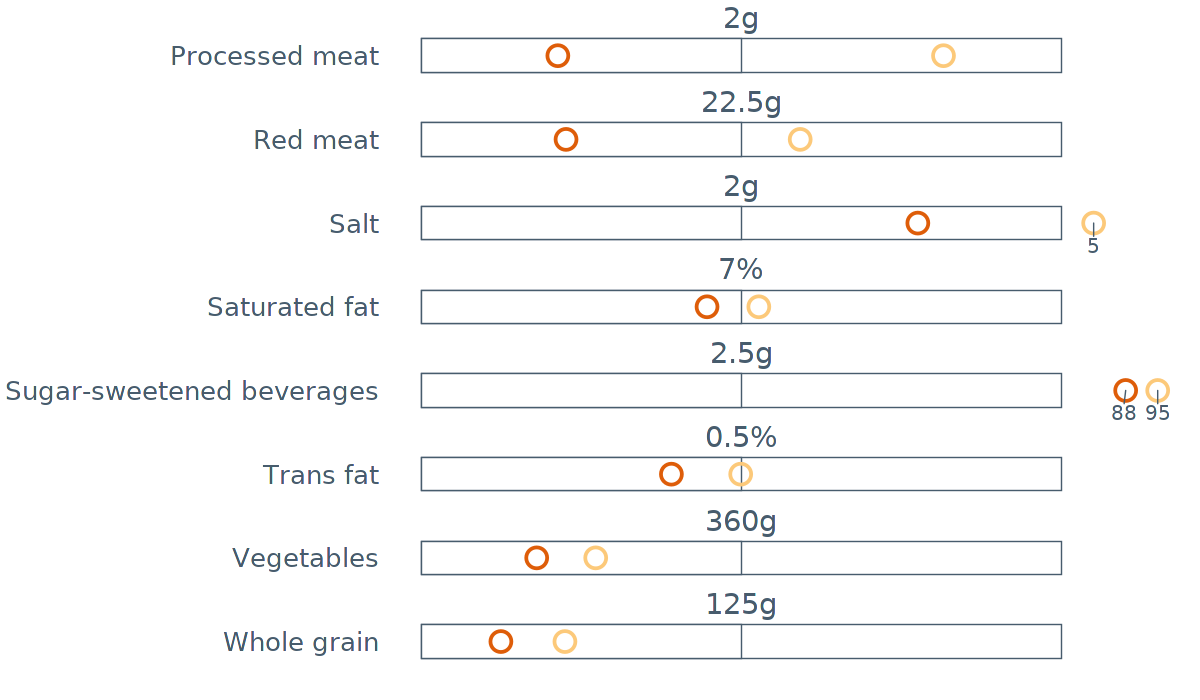 2g
Processed meat
22.5g
Red meat
2g
Salt
5
7%
Saturated fat
2.5g
Sugar-sweetened beverages
88 95
0.5%
Trans fat
360g
Vegetables
125g
Whole grain